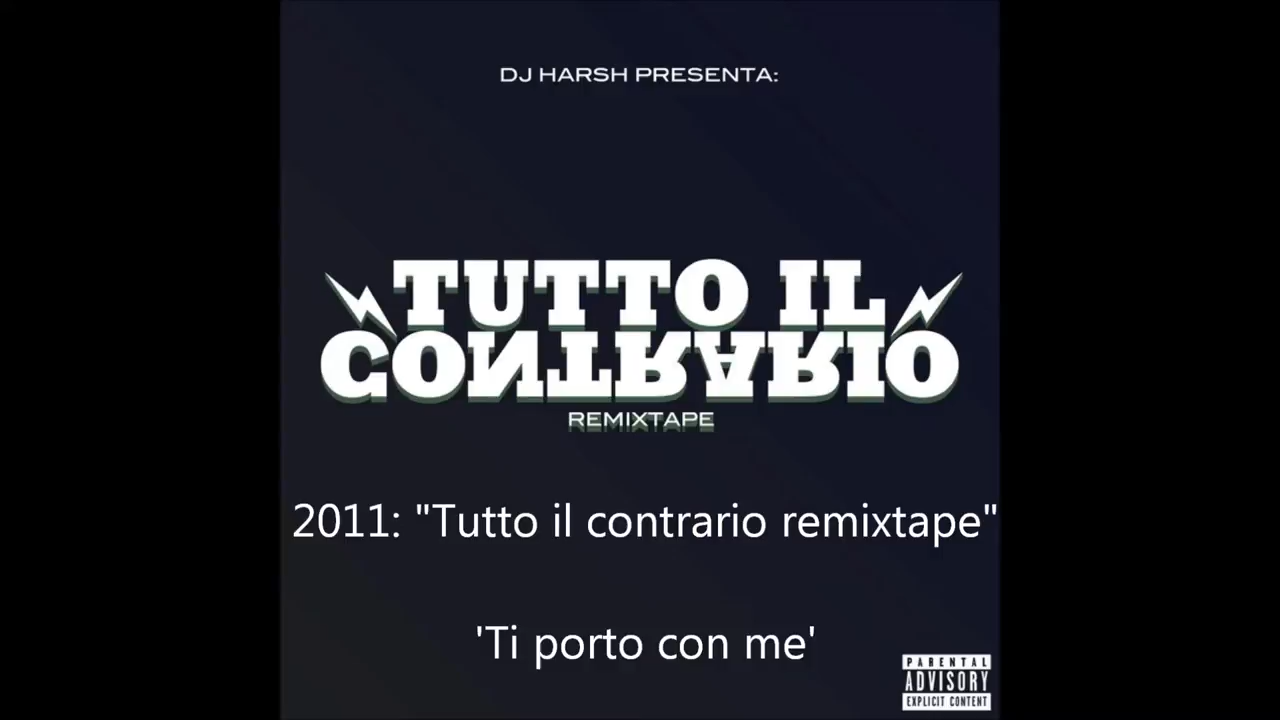 DJ HARSH PRESENTA:
TUTTO IL
CONTRARIO
REMIXTAPE
2011: "Tutto il contrario remixtape"
'Ti porto con me'
PARENTAL
ADVISORY
EXPLICIT CONTENT